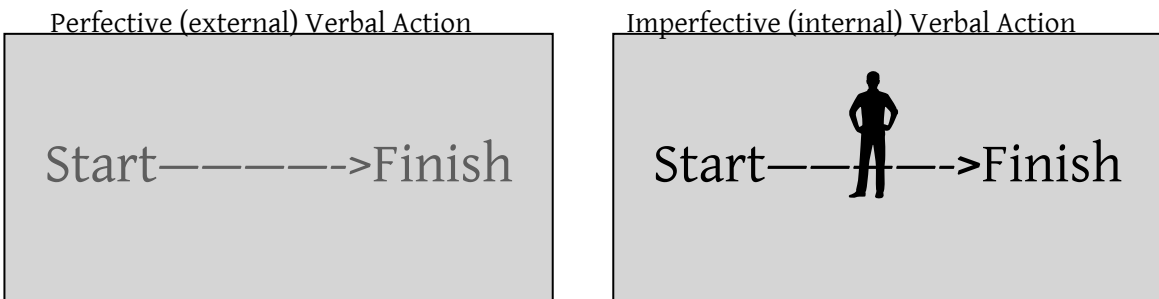 Perfective (external) Verbal Action
Start—————->Finish
Imperfective (internal) Verbal Action
Start—————->Finish